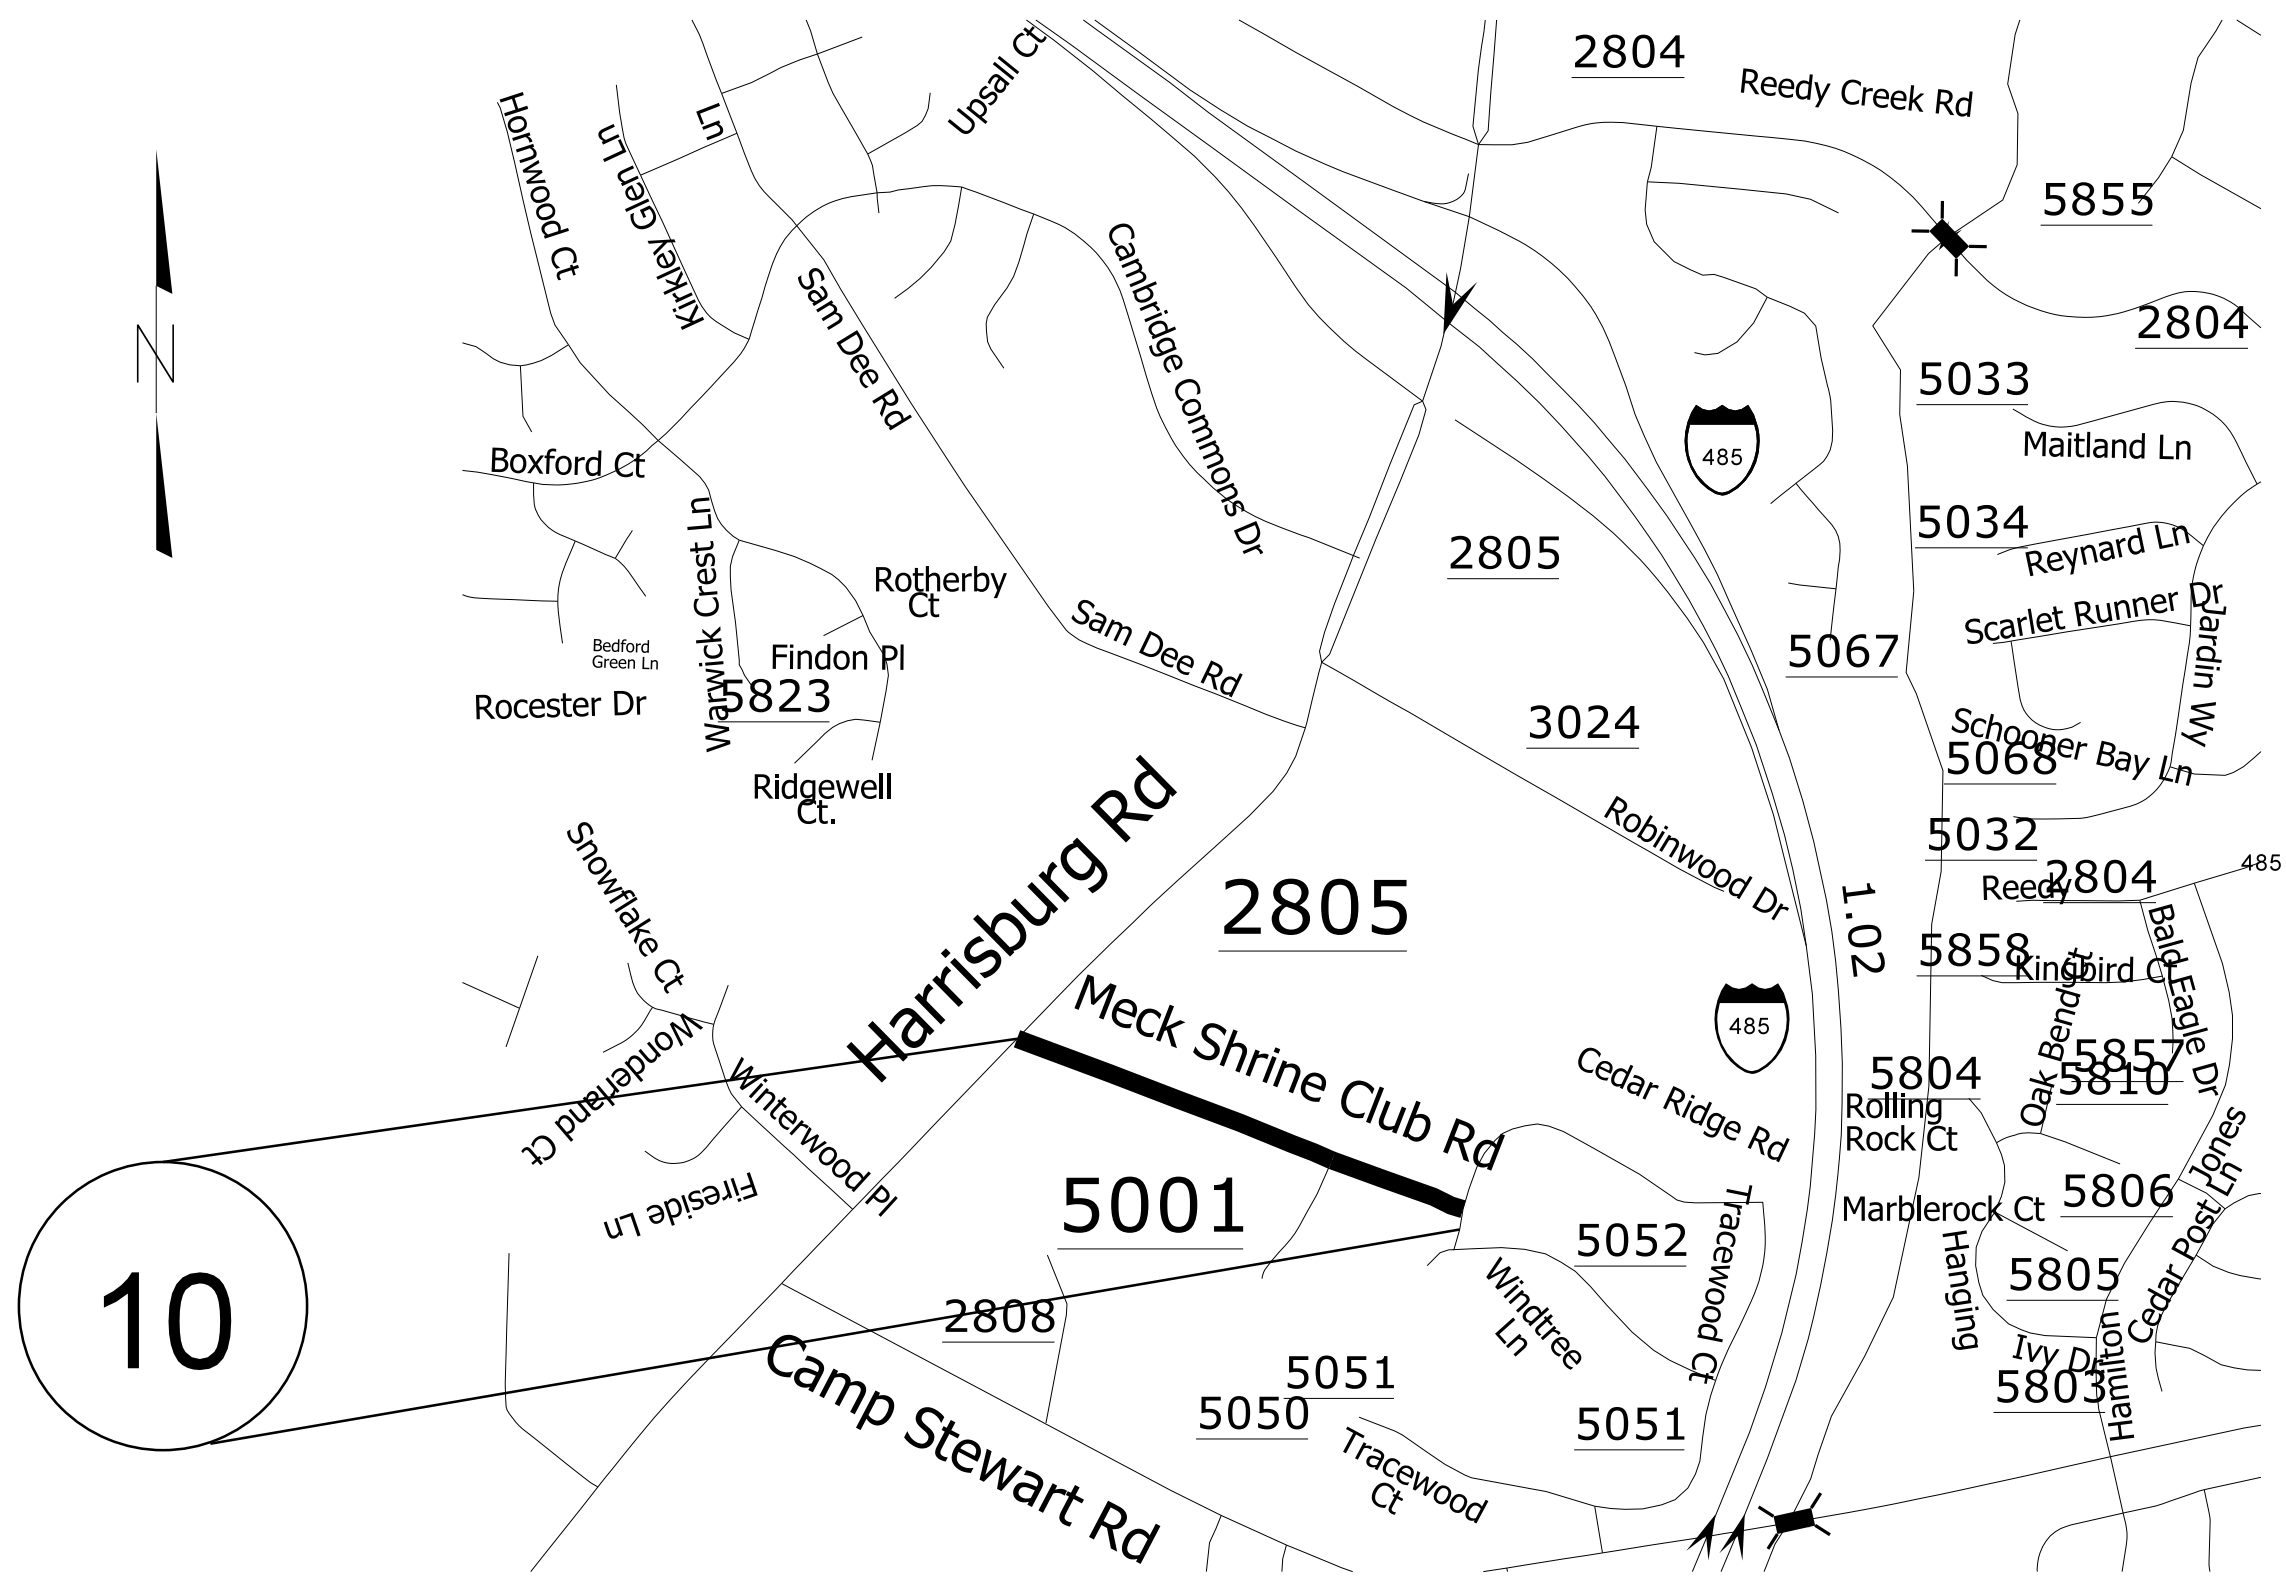 2804
Reedy Creek Rd
Upsall Ct
Ln
Hornwood Ct
Kirkley Glen Ln
5855
N
Cambridge Commons Dr
Sam Dee Rd
2804
5033
485
Maitland Ln
Boxford Ct
5034
Reynard Ln
2805
Warwick Crest Ln
Rotherby
Ct
Scarlet Runner Dr
Jardin Wy
Sam Dee Rd
Bedford
Green Ln
Findon Pl
5067
5823
Rocester Dr
3024
Schooner Bay Ln
5068
Ridgewell
Ct.
Robinwood Dr
5032
Snowflake Ct
Harrisburg Rd
2805
1.02
2804
Reedy
485
5858
Kingbird Ct
Bald Eagle Dr
Oak Bend Ct
Meck Shrine Club Rd
485
Wonderland Ct
Winterwood Pl
Cedar Ridge Rd
5804
5857
5810
Rolling
Rock Ct
Jones
Fireside Ln
5001
Tracewood Ct
Marblerock Ct
5806
Cedar Post Ln
5052
Hanging
5805
10
2808
Windtree
Ln
Camp Stewart Rd
5051
Ivy Dr
Hamilton
5803
5050
5051
Tracewood
Ct